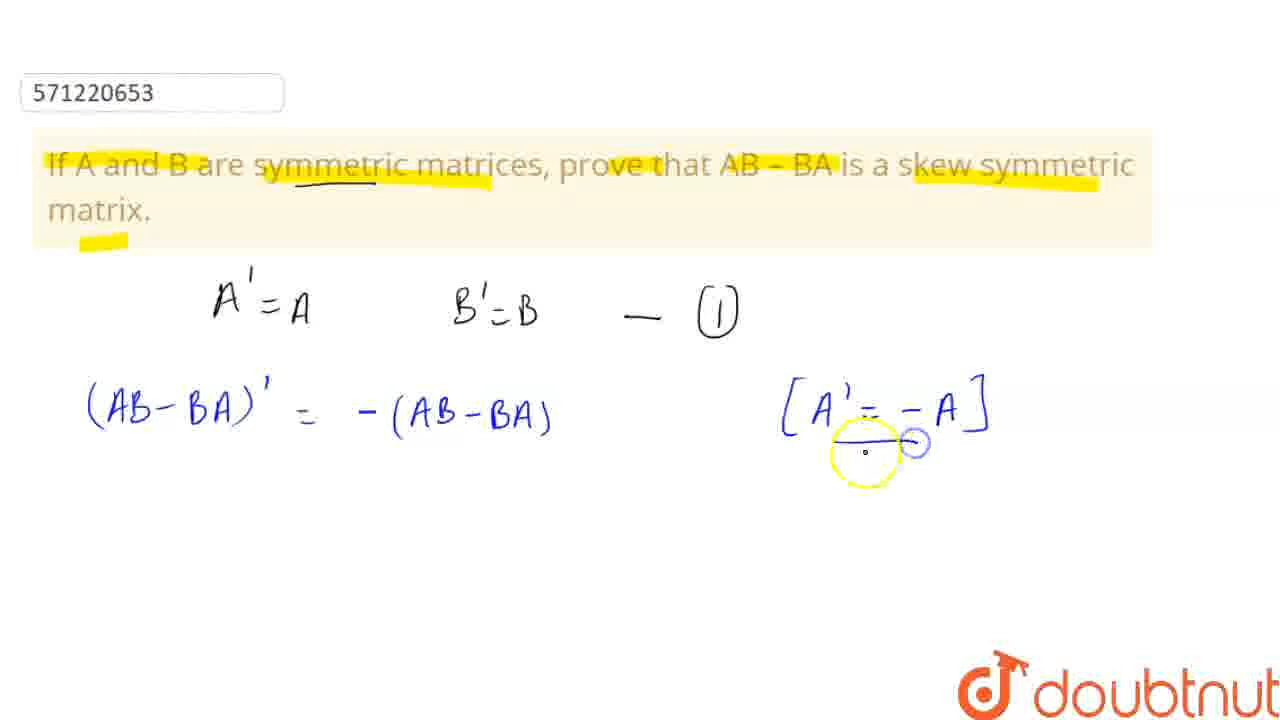 571220653
If A and B are symmetric matrices, prove that AB – BA is a skew symmetric
matrix.
A' = A B' = B — ①
(AB - BA)' = - (AB - BA) [A' = - A]
doubtnut